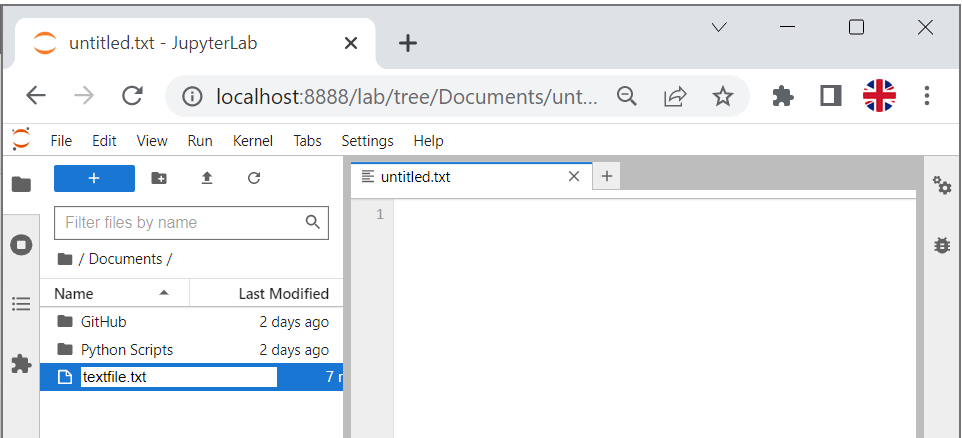 untitled.txt - JupyterLab
localhost:8888/lab/tree/Documents/unt...
File Edit View Run Kernel Tabs Settings Help
untitled.txt
Filter files by name
/ Documents /
Name Last Modified
GitHub 2 days ago
Python Scripts 2 days ago
textfile.txt 7
1